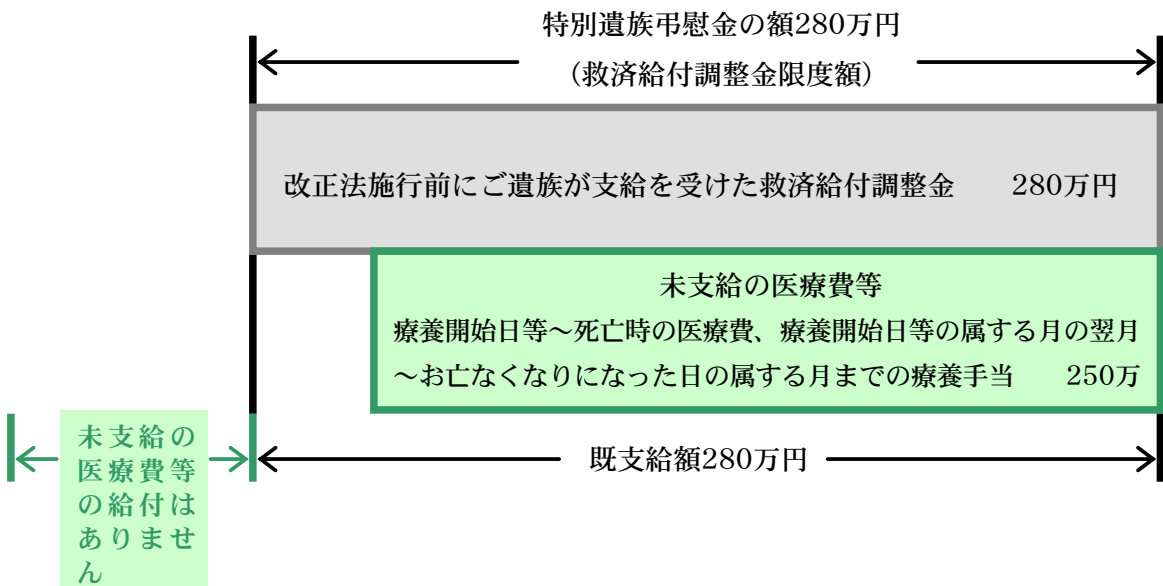 特別遺族弔慰金の額280万円
（救済給付調整金限度額）
改正法施行前にご遺族が支給を受けた救済給付調整金　　280万円
未支給の医療費等
療養開始日等～死亡時の医療費、療養開始日等の属する月の翌月
～お亡なくなりになった日の属する月までの療養手当　　250万
未支給の
医療費等
の給付は
ありませ
ん
既支給額280万円